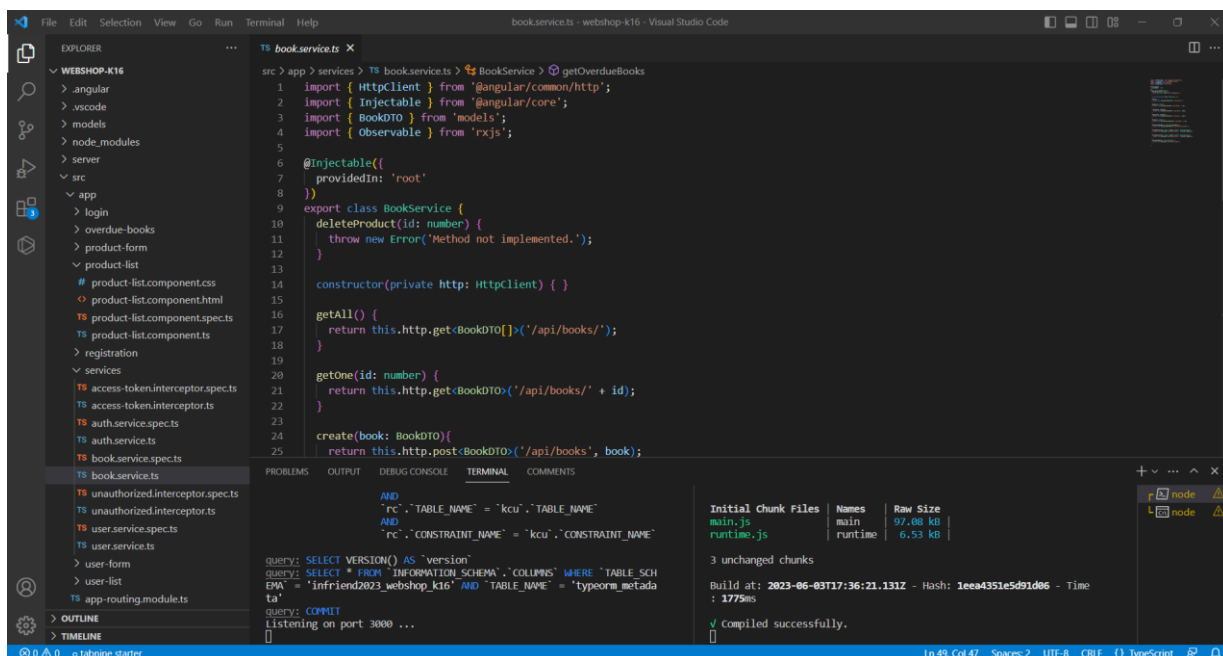 File Edit Selection View Go Run Terminal Help
book.service.ts - webshop-k16 - Visual Studio Code
EXPLORER
WEBSHOP-K16
.angular
.vscode
models
node_modules
server
src
app
login
overdue-books
product-form
product-list
# product-list.component.css
<> product-list.component.html
TS product-list.component.spec.ts
TS product-list.component.ts
registration
services
TS access-token.interceptor.spec.ts
TS access-token.interceptor.ts
TS auth.service.spec.ts
TS auth.service.ts
TS book.service.spec.ts
TS book.service.ts
TS unauthorized.interceptor.spec.ts
TS unauthorized.interceptor.ts
TS user.service.spec.ts
TS user.service.ts
user-form
user-list
TS app-routing.module.ts
OUTLINE
TIMELINE
3
TS book.service.ts
src > app > services > TS book.service.ts > BookService > getOverdueBooks
1 import { HttpClient } from '@angular/common/http';
2 import { Injectable } from '@angular/core';
3 import { BookDTO } from 'models';
4 import { Observable } from 'rxjs';
5
6 @Injectable({
7 providedIn: 'root'
8 })
9 export class BookService {
10 deleteProduct(id: number) {
11 throw new Error('Method not implemented.');
12 }
13
14 constructor(private http: HttpClient) { }
15
16 getAll() {
17 return this.http.get<BookDTO[]>('/api/books/');
18 }
19
20 getOne(id: number) {
21 return this.http.get<BookDTO>('/api/books/' + id);
22 }
23
24 create(book: BookDTO){
25 return this.http.post<BookDTO>('/api/books', book);
PROBLEMS OUTPUT DEBUG CONSOLE TERMINAL COMMENTS
AND
`rc`.`TABLE_NAME` = `kcu`.`TABLE_NAME`
AND
`rc`.`CONSTRAINT_NAME` = `kcu`.`CONSTRAINT_NAME`
query: SELECT VERSION() AS `version`
query: SELECT * FROM `INFORMATION_SCHEMA`.`COLUMNS` WHERE `TABLE_SCH
EMA` = 'infriend2023_webshop_k16' AND `TABLE_NAME` = 'typeorm_metada
ta'
query: COMMIT
Listening on port 3000 ...
Initial Chunk Files | Names | Raw Size
main.js | main | 97.08 kB |
runtime.js | runtime | 6.53 kB |
3 unchanged chunks
Build at: 2023-06-03T17:36:21.131Z - Hash: 1eea4351e5d91d06 - Time
: 1775ms
√ Compiled successfully.
node
node
0 0 tabnine starter
Ln 49, Col 47 Spaces: 2 UTF-8 CRLF {} TypeScript